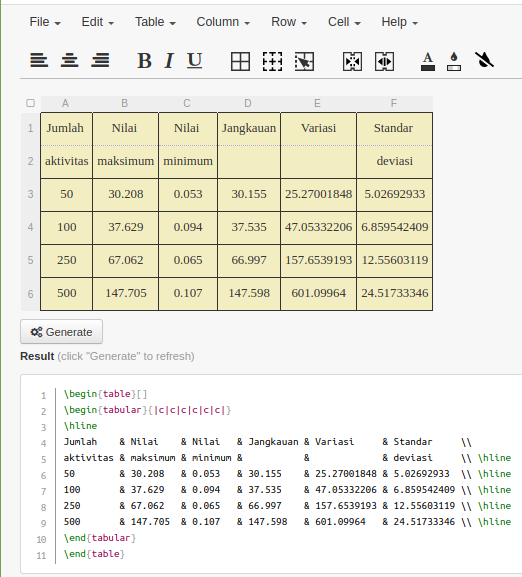 File Edit Table Column Row Cell Help
B I U A
A B C D E F
1 Jumlah Nilai Nilai Jangkauan Variasi Standar
2 aktivitas maksimum minimum deviasi
3 50 30.208 0.053 30.155 25.27001848 5.02692933
4 100 37.629 0.094 37.535 47.05332206 6.859542409
5 250 67.062 0.065 66.997 157.6539193 12.55603119
6 500 147.705 0.107 147.598 601.09964 24.51733346
Generate
Result (click "Generate" to refresh)
1 \begin{table}[]
2 \begin{tabular}{|c|c|c|c|c|c|}
3 \hline
4 Jumlah & Nilai & Nilai & Jangkauan & Variasi & Standar \\
5 aktivitas & maksimum & minimum & & & deviasi \\ \hline
6 50 & 30.208 & 0.053 & 30.155 & 25.27001848 & 5.02692933 \\ \hline
7 100 & 37.629 & 0.094 & 37.535 & 47.05332206 & 6.859542409 \\ \hline
8 250 & 67.062 & 0.065 & 66.997 & 157.6539193 & 12.55603119 \\ \hline
9 500 & 147.705 & 0.107 & 147.598 & 601.09964 & 24.51733346 \\ \hline
10 \end{tabular}
11 \end{table}